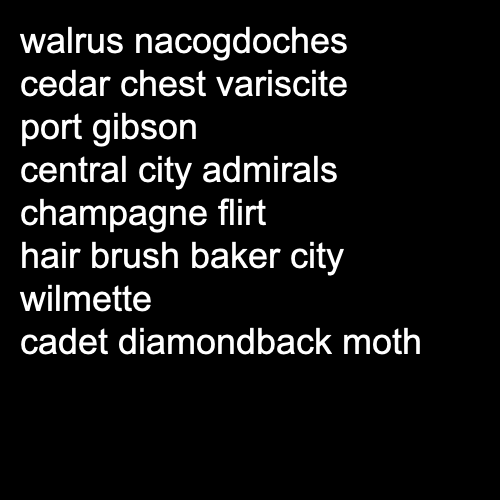 walrus nacogdoches
cedar chest variscite
port gibson
central city admirals
champagne flirt
hair brush baker city
wilmette
cadet diamondback moth